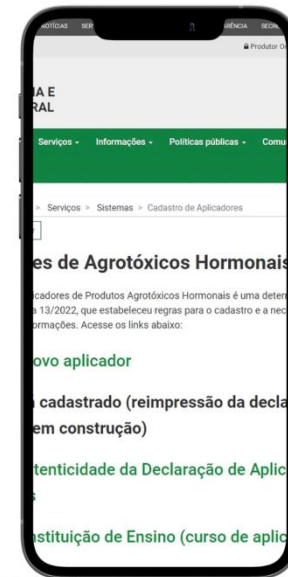 NOTÍCIAS SER RÊNCIA SECRE
Produtor On
IA E
RAL
Serviços Informações Políticas públicas Comu
> Serviços > Sistemas > Cadastro de Aplicadores
es de Agrotóxicos Hormonais
icadores de Produtos Agrotóxicos Hormonais é uma deter
a 13/2022, que estabeleceu regras para o cadastro e a nec
ormações. Acesse os links abaixo:
ovo aplicador
cadastrado (reimpressão da decla
em construção)
tenticidade da Declaração de Aplic
s
nstituição de Ensino (curso de aplic